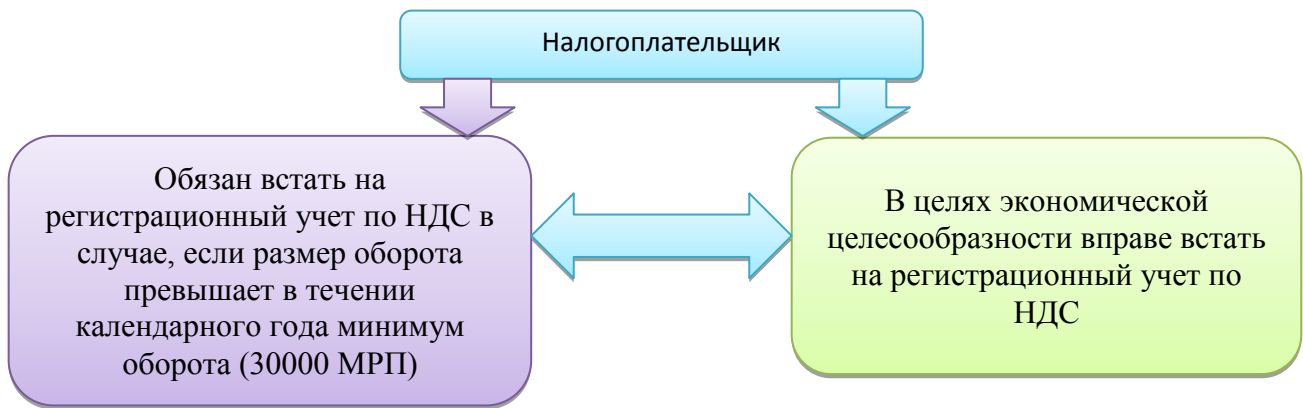 Налогоплательщик
Обязан встать на
регистрационный учет по НДС в
случае, если размер оборота
превышает в течении
календарного года минимум
оборота (30000 МРП)
В целях экономической
целесообразности вправе встать
на регистрационный учет по
НДС